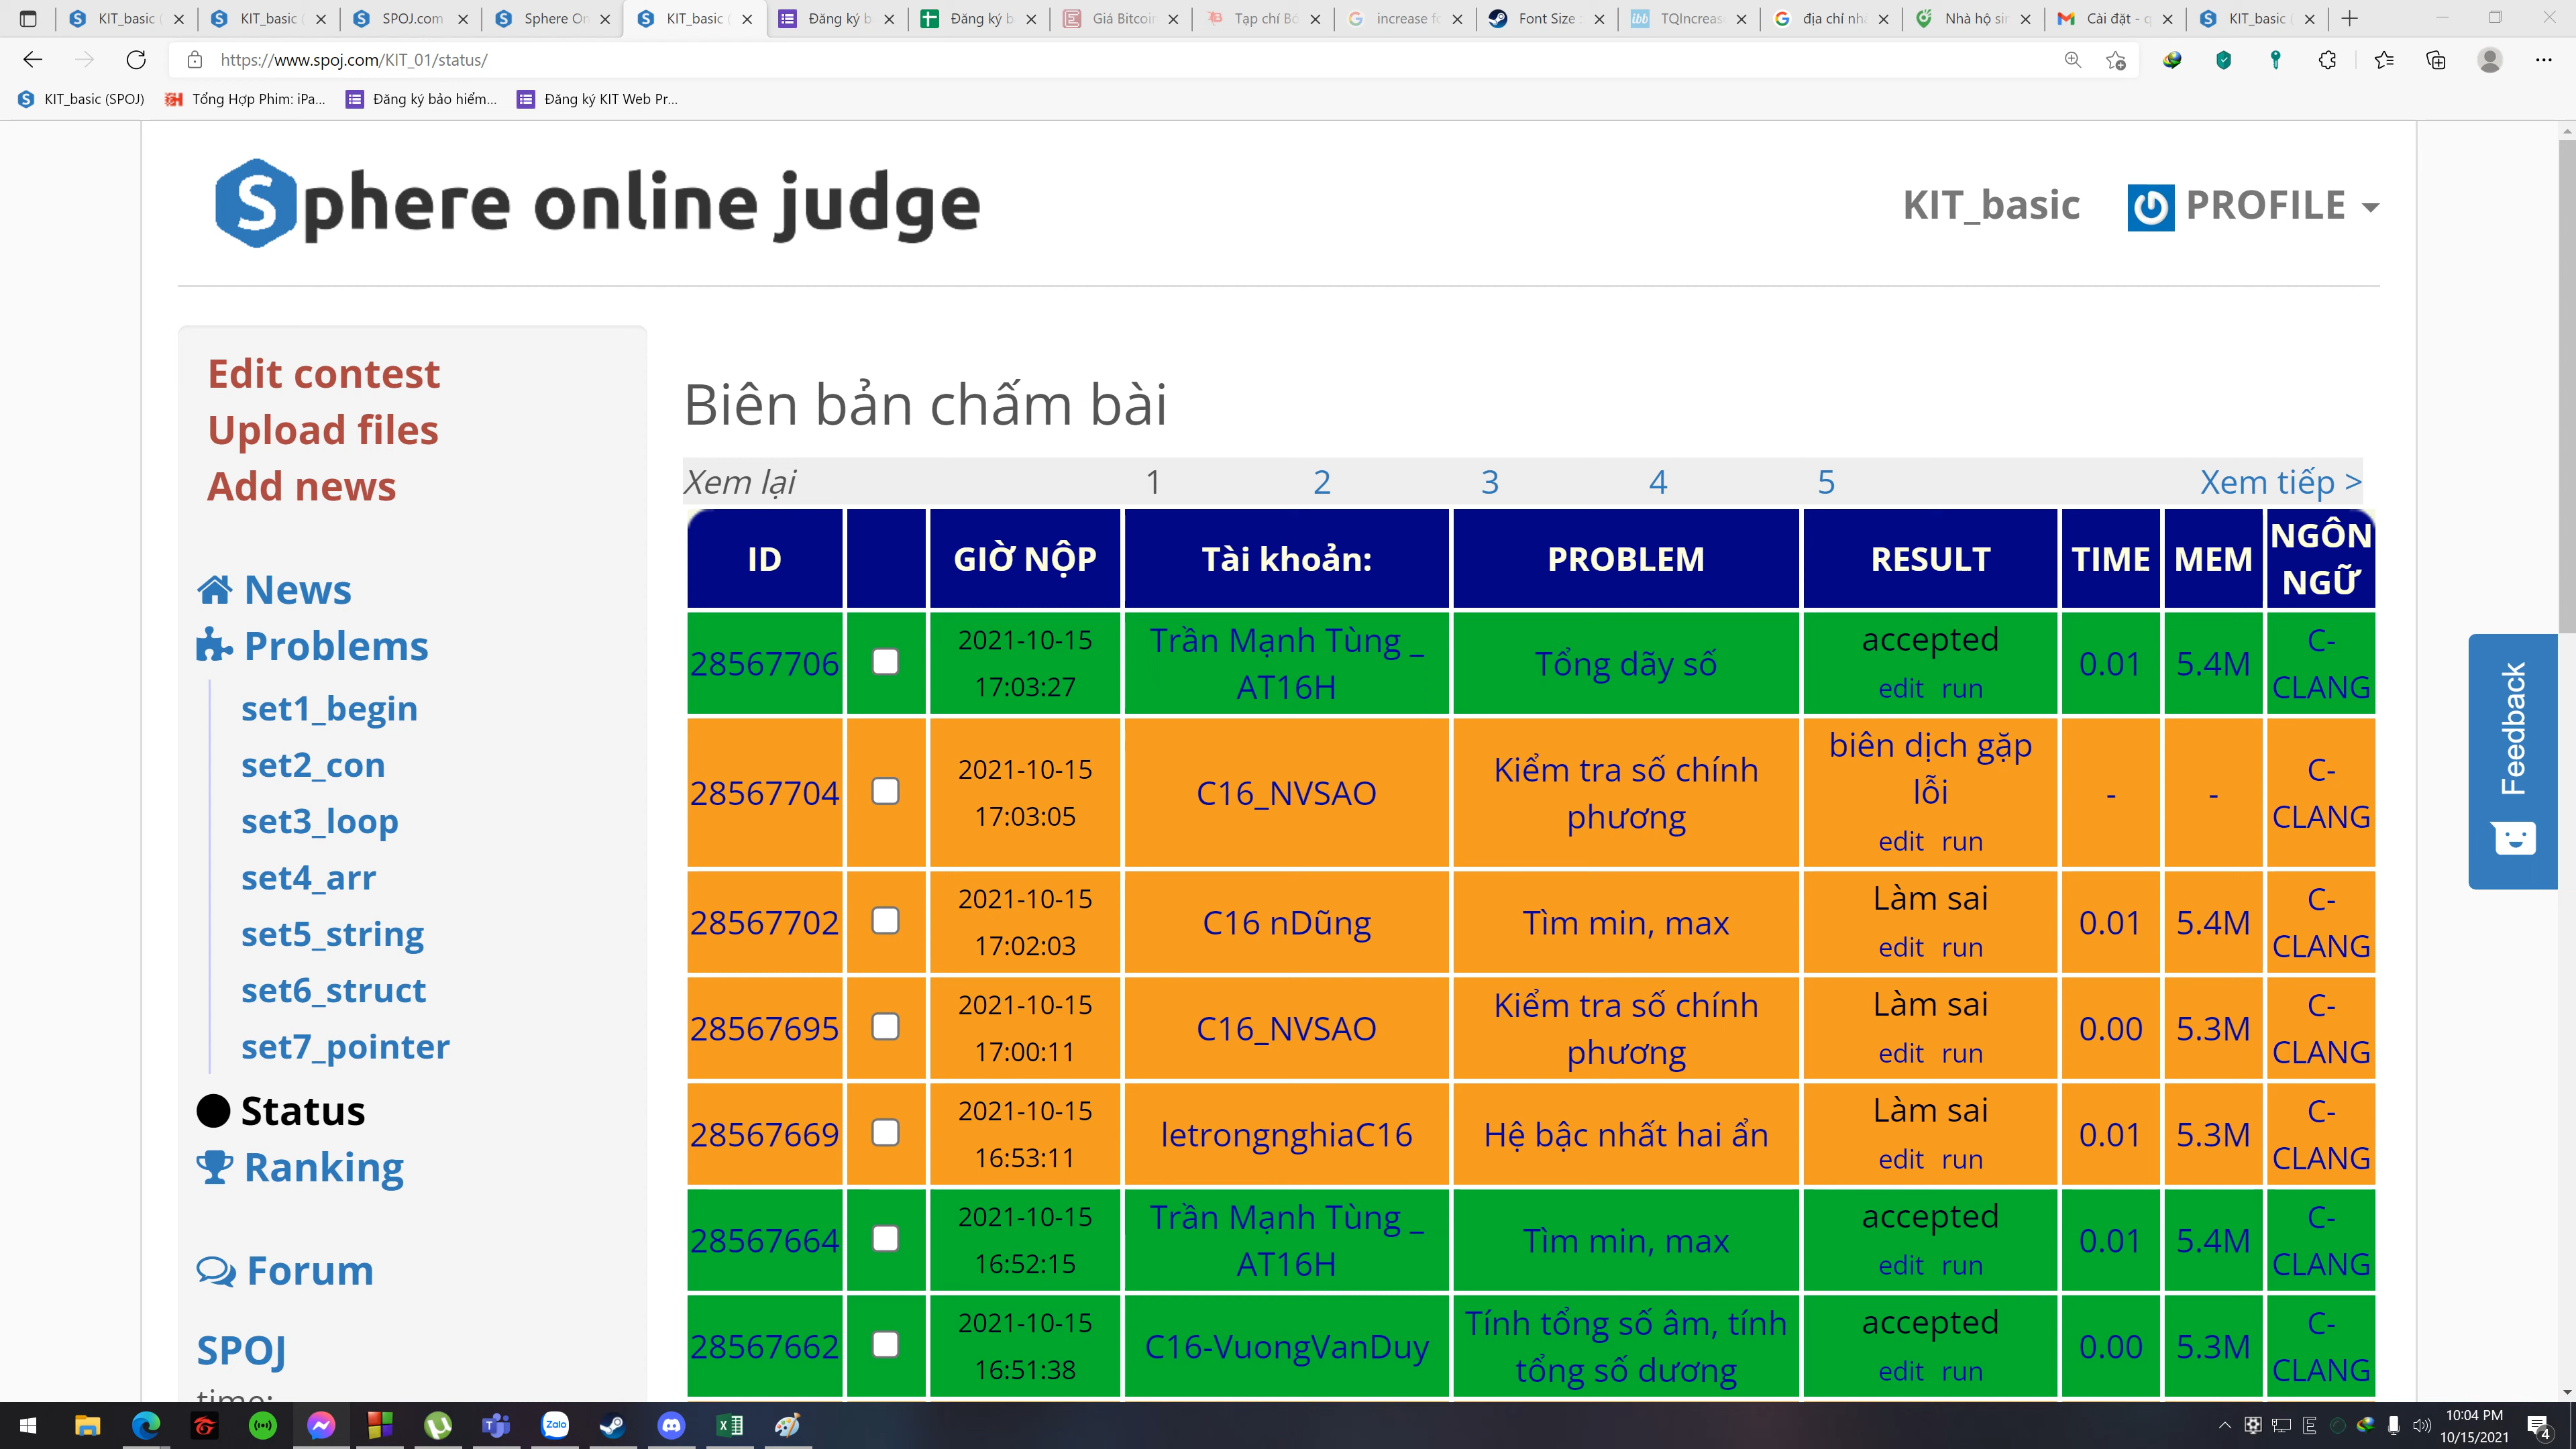 KIT_basic (
KIT_basic (
SPOJ.com
Sphere On
KIT_basic (
Đăng ký b
Đăng ký b
Giá Bitcoin
Tạp chí Bó
increase fo
Font Size
TQIncreas
địa chỉ nh
Nhà hộ sin
Cài đặt - q
KIT_basic
https://www.spoj.com/KIT_01/status/
KIT_basic (SPOJ)
Tổng Hợp Phim: iPa...
Đăng ký bảo hiểm...
Đăng ký KIT Web Pr...
Sphere online judge
KIT_basic
PROFILE
Edit contest
Upload files
Add news
News
Problems
set1_begin
set2_con
set3_loop
set4_arr
set5_string
set6_struct
set7_pointer
Status
Ranking
Forum
SPOJ
time:
Biên bản chấm bài
Xem lại 1 2 3 4 5 Xem tiếp >
ID GIỜ NỘP Tài khoản: PROBLEM RESULT TIME MEM NGÔN NGỮ
28567706 2021-10-15 17:03:27 Trần Mạnh Tùng _ AT16H Tổng dãy số accepted edit run 0.01 5.4M C-CLANG
28567704 2021-10-15 17:03:05 C16_NVSAO Kiểm tra số chính phương biên dịch gặp lỗi edit run - - C-CLANG
28567702 2021-10-15 17:02:03 C16 nDũng Tìm min, max Làm sai edit run 0.01 5.4M C-CLANG
28567695 2021-10-15 17:00:11 C16_NVSAO Kiểm tra số chính phương Làm sai edit run 0.00 5.3M C-CLANG
28567669 2021-10-15 16:53:11 letrongnghiaC16 Hệ bậc nhất hai ẩn Làm sai edit run 0.01 5.3M C-CLANG
28567664 2021-10-15 16:52:15 Trần Mạnh Tùng _ AT16H Tìm min, max accepted edit run 0.01 5.4M C-CLANG
28567662 2021-10-15 16:51:38 C16-VuongVanDuy Tính tổng số âm, tính tổng số dương accepted edit run 0.00 5.3M C-CLANG
Feedback
Zalo
10:04 PM
10/15/2021
4